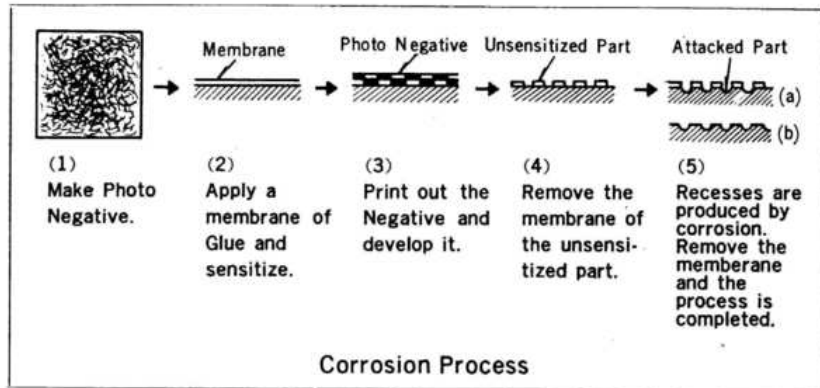 Membrane
Photo Negative
Unsensitized Part
Attacked Part
(a)
(b)
(1)
Make Photo
Negative.
(2)
Apply a
membrane of
Glue and
sensitize.
(3)
Print out the
Negative and
develop it.
(4)
Remove the
membrane of
the unsensi-
tized part.
(5)
Recesses are
produced by
corrosion.
Remove the
memberane
and the
process is
completed.
Corrosion Process